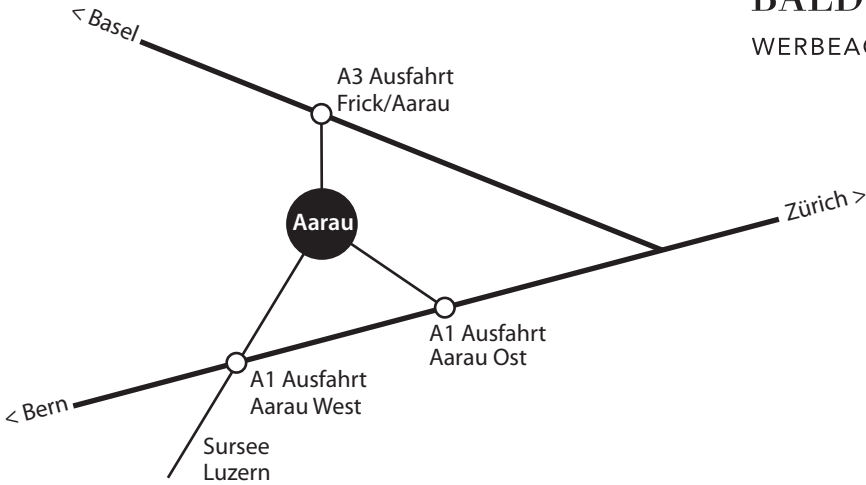 < Basel
A3 Ausfahrt
Frick/Aarau
Aarau
Zürich >
A1 Ausfahrt
Aarau Ost
A1 Ausfahrt
Aarau West
< Bern
Sursee
Luzern